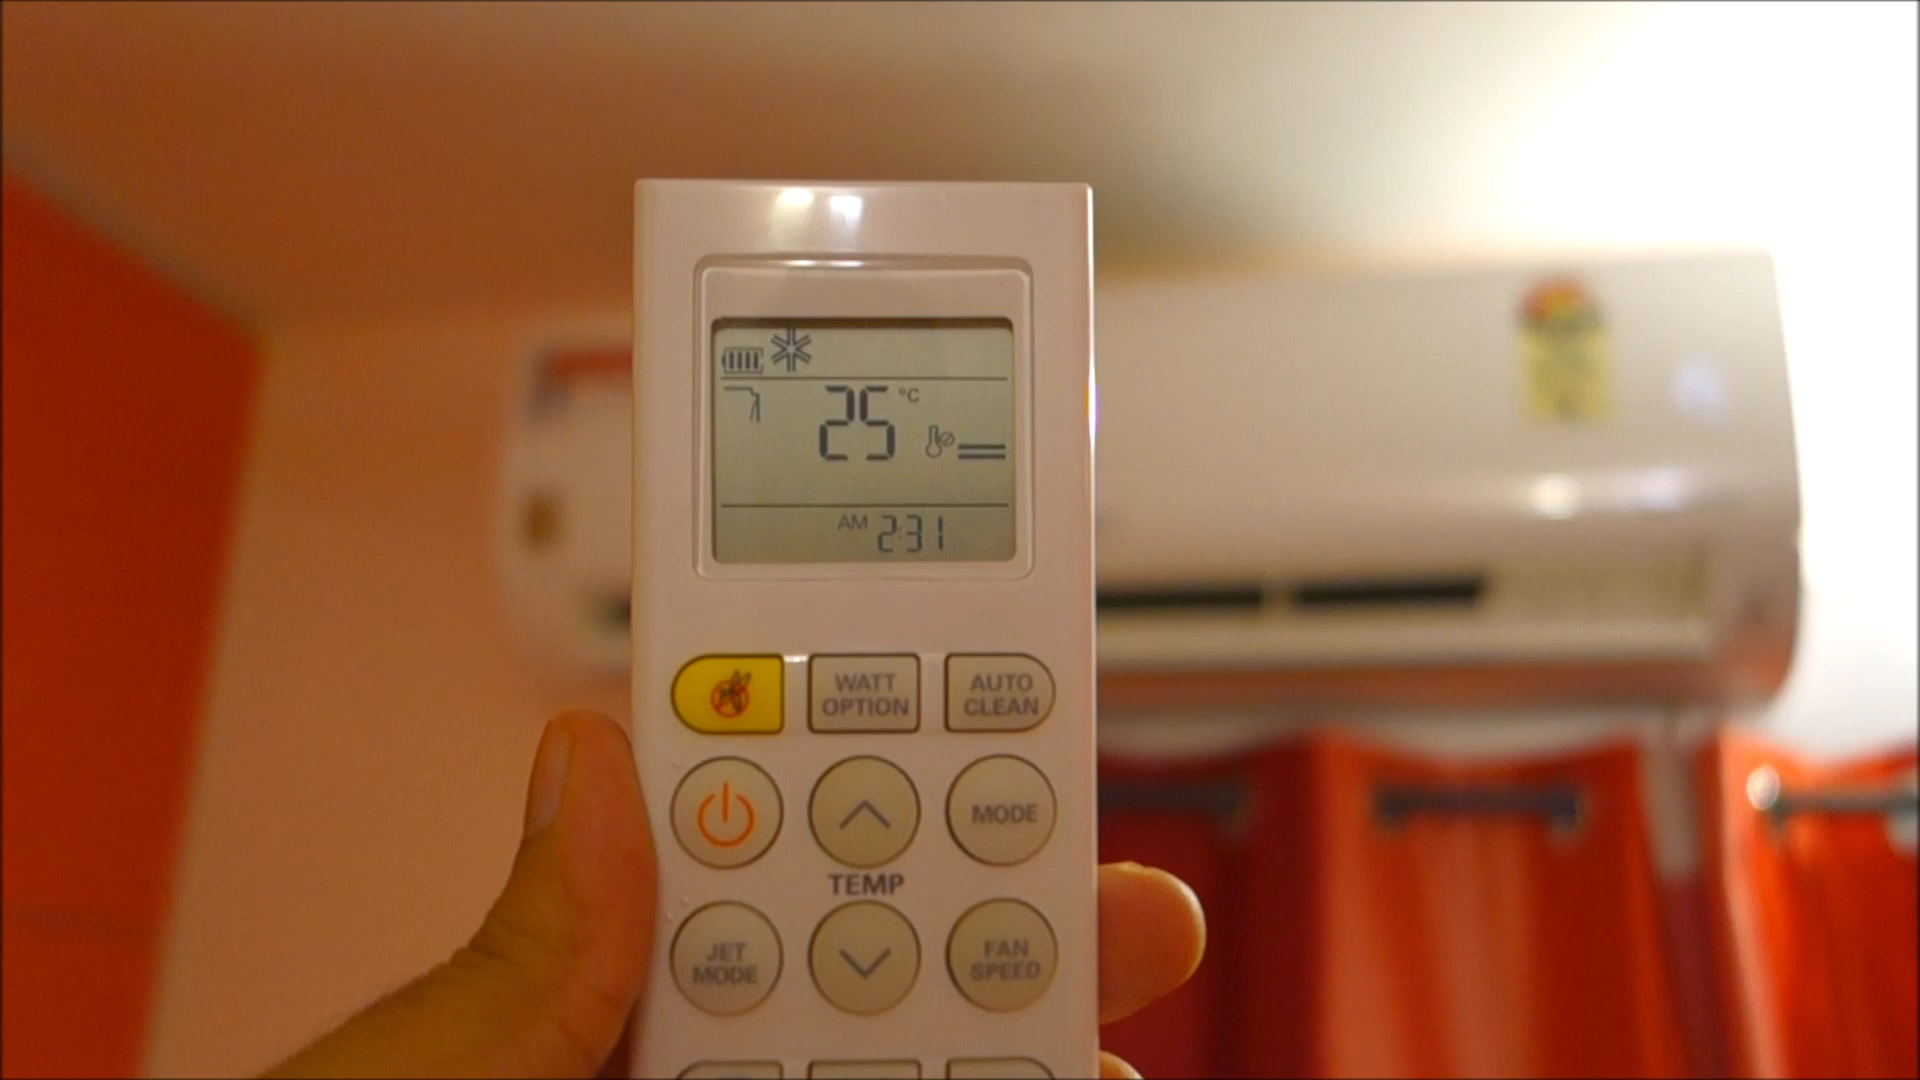 25 °C
AM 2:31
WATT
OPTION
AUTO
CLEAN
MODE
TEMP
JET
MODE
FAN
SPEED